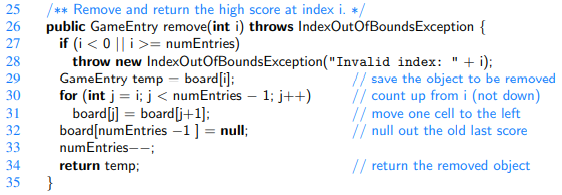 25 /** Remove and return the high score at index i. */
26 public GameEntry remove(int i) throws IndexOutOfBoundsException {
27 if (i < 0 || i >= numEntries)
28 throw new IndexOutOfBoundsException("Invalid index: " + i);
29 GameEntry temp = board[i]; // save the object to be removed
30 for (int j = i; j < numEntries − 1; j++) // count up from i (not down)
31 board[j] = board[j+1]; // move one cell to the left
32 board[numEntries −1 ] = null; // null out the old last score
33 numEntries−−;
34 return temp; // return the removed object
35 }